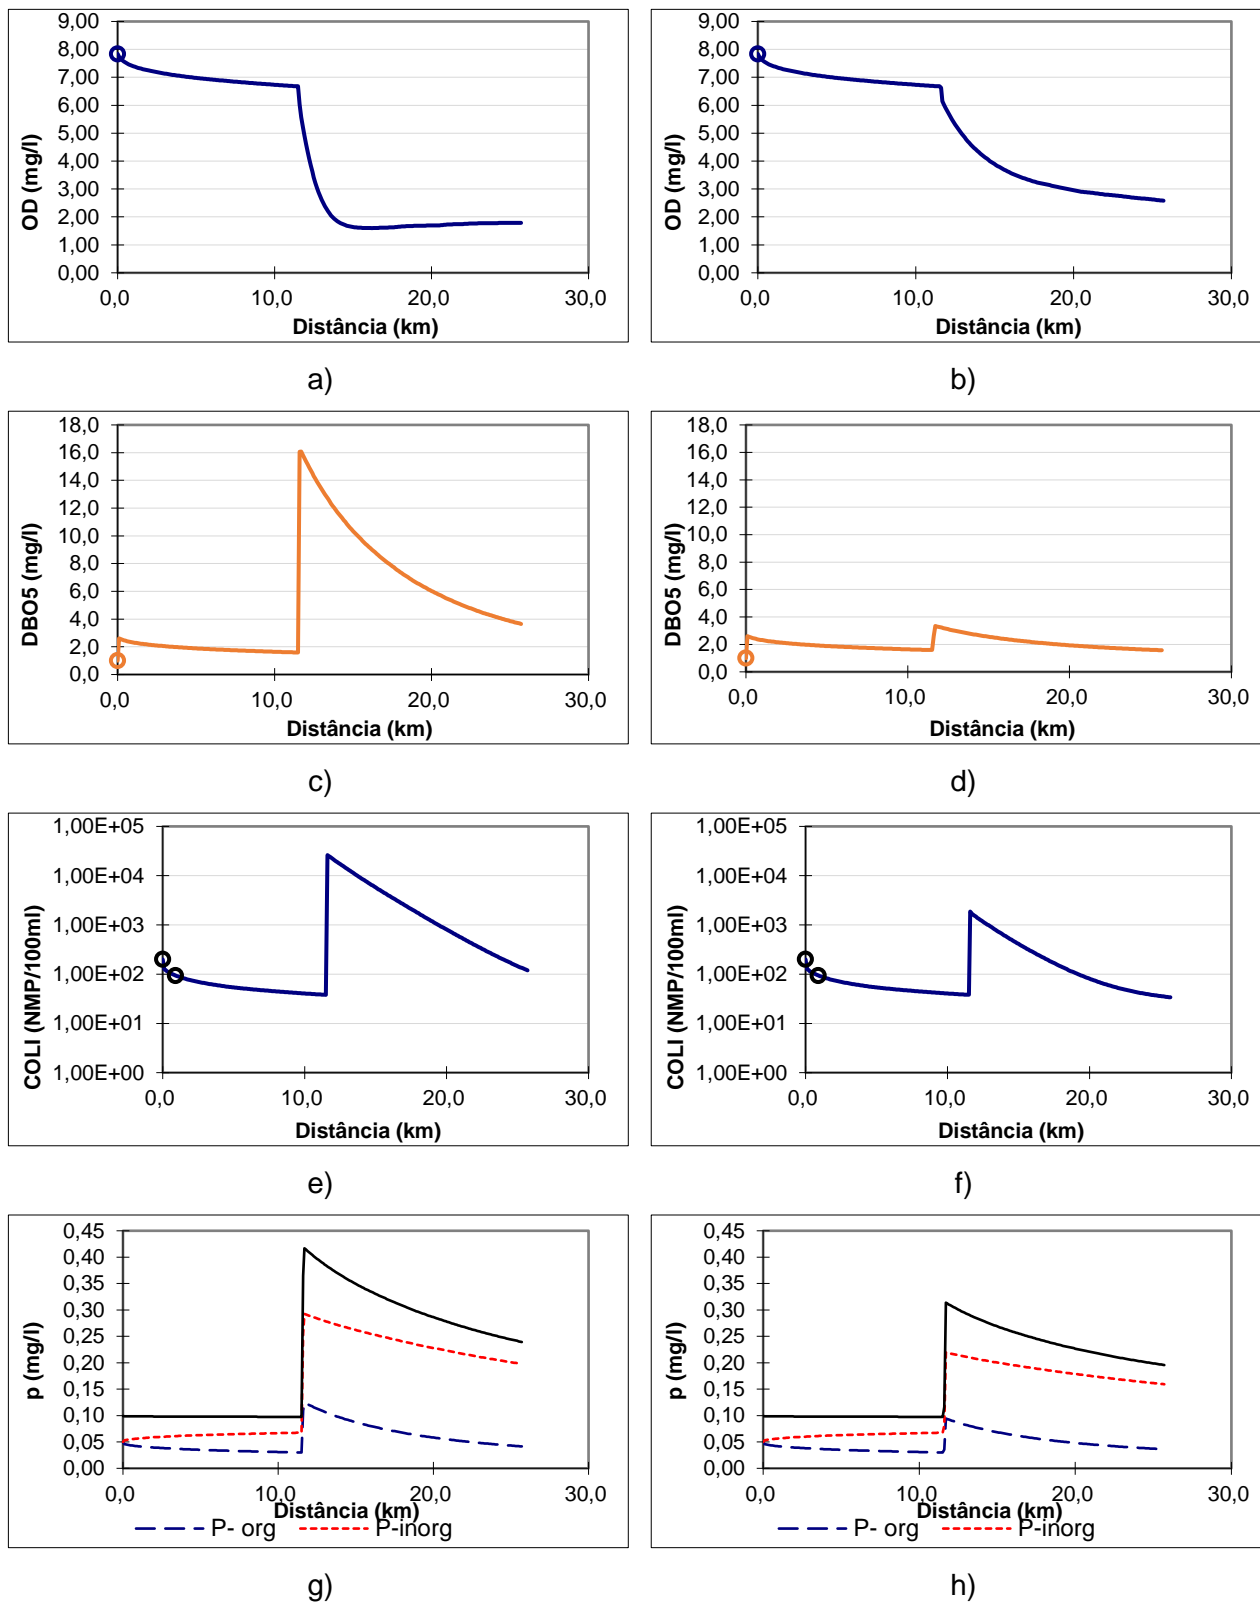 9,00
8,00
7,00
6,00
5,00
4,00
3,00
2,00
1,00
0,00
OD (mg/l)
0,0 10,0 20,0 30,0
Distância (km)
a)
9,00
8,00
7,00
6,00
5,00
4,00
3,00
2,00
1,00
0,00
OD (mg/l)
0,0 10,0 20,0 30,0
Distância (km)
b)
18,0
16,0
14,0
12,0
10,0
8,0
6,0
4,0
2,0
0,0
DBO5 (mg/l)
0,0 10,0 20,0 30,0
Distância (km)
c)
18,0
16,0
14,0
12,0
10,0
8,0
6,0
4,0
2,0
0,0
DBO5 (mg/l)
0,0 10,0 20,0 30,0
Distância (km)
d)
1,00E+05
1,00E+04
1,00E+03
1,00E+02
1,00E+01
1,00E+00
COLI (NMP/100ml)
0,0 10,0 20,0 30,0
Distância (km)
e)
1,00E+05
1,00E+04
1,00E+03
1,00E+02
1,00E+01
1,00E+00
COLI (NMP/100ml)
0,0 10,0 20,0 30,0
Distância (km)
f)
0,45
0,40
0,35
0,30
0,25
0,20
0,15
0,10
0,05
0,00
p (mg/l)
0,0 10,0 20,0 30,0
Distância (km)
P- org P-inorg
g)
0,45
0,40
0,35
0,30
0,25
0,20
0,15
0,10
0,05
0,00
p (mg/l)
0,0 10,0 20,0 30,0
Distância (km)
P- org P-inorg
h)